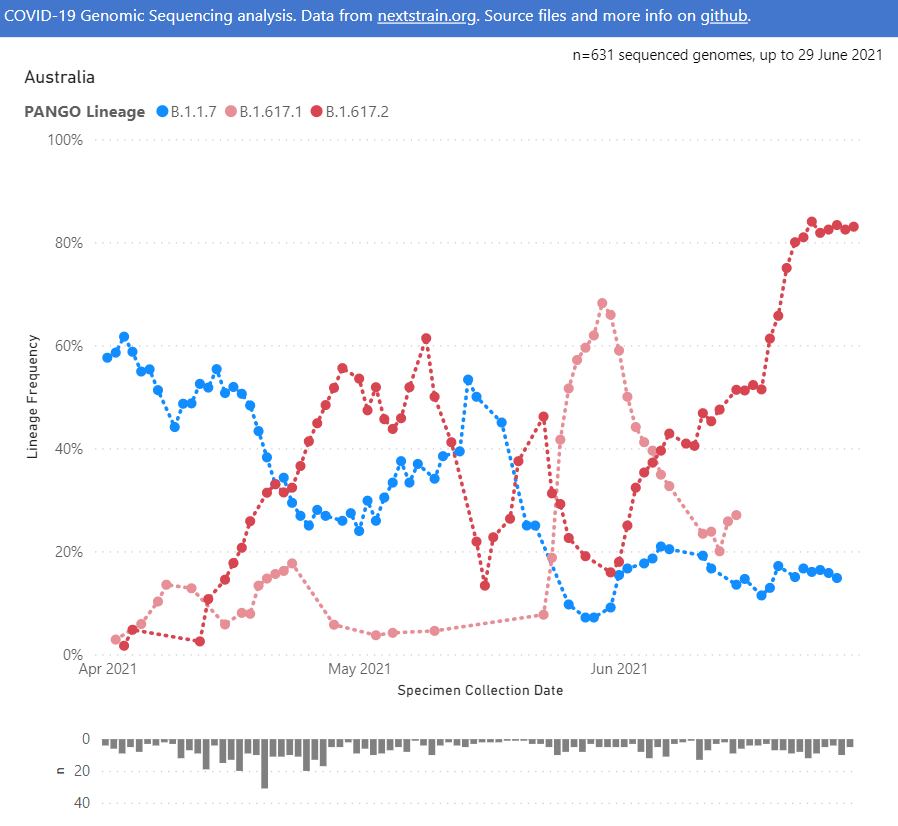 COVID-19 Genomic Sequencing analysis. Data from nextstrain.org. Source files and more info on github.
n=631 sequenced genomes, up to 29 June 2021
Australia
PANGO Lineage B.1.1.7 B.1.617.1 B.1.617.2
100%
80%
60%
40%
20%
0%
Lineage Frequency
Apr 2021 May 2021 Jun 2021
Specimen Collection Date
0
20
40
n